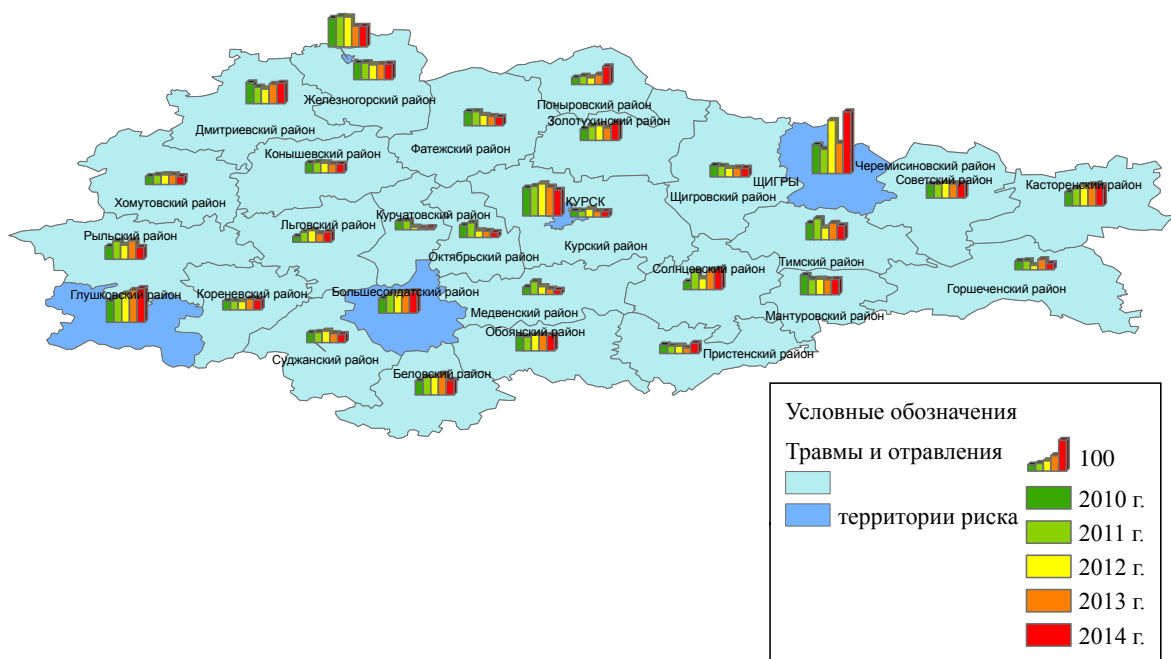 Железногорский район
Поныровский район
Золотухинский район
Дмитриевский район
Фатежский район
Конышевский район
Черемисиновский район
ЩИГРЫ
Щигровский район
Советский район
Касторенский район
Хомутовский район
КУРСК
Курчатовский район
Льговский район
Рыльский район
Курский район
Октябрьский район
Тимский район
Солнцевский район
Горшеченский район
Глушковский район
Кореневский район
Большесолдатский район
Медвенский район
Мантуровский район
Обоянский район
Суджанский район
Пристенский район
Беловский район
Условные обозначения
Травмы и отравления
территории риска
100
2010 г.
2011 г.
2012 г.
2013 г.
2014 г.